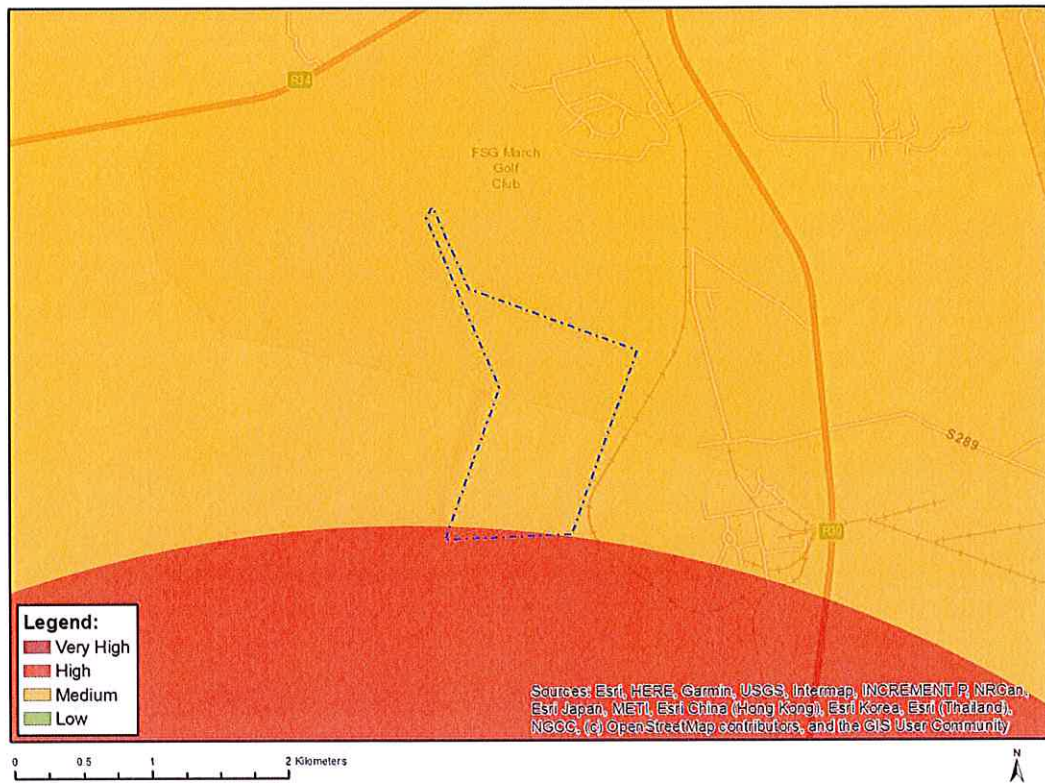 R34
FSG March
Golf
Club
S289
R30
Legend:
Very High
High
Medium
Low
Sources: Esri, HERE, Garmin, USGS, Intermap, INCREMENT P, NRCan,
Esri Japan, METI, Esri China (Hong Kong), Esri Korea, Esri (Thailand),
NGCC, (c) OpenStreetMap contributors, and the GIS User Community
0 0.5 1 2 Kilometers
N